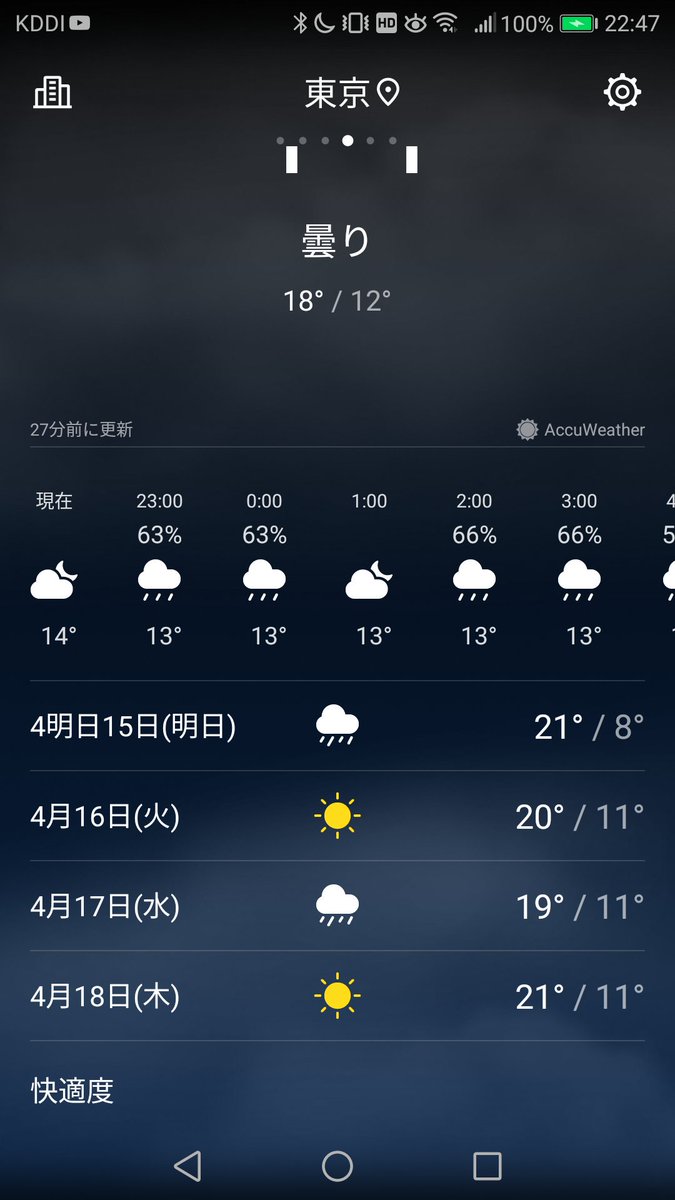 KDDI HD 100% 22:47
東京
曇り
18° / 12°
27分前に更新 AccuWeather
現在 23:00 0:00 1:00 2:00 3:00 4
63% 63% 66% 66% 5
14° 13° 13° 13° 13° 13° 1
4明日15日(明日) 21° / 8°
4月16日(火) 20° / 11°
4月17日(水) 19° / 11°
4月18日(木) 21° / 11°
快適度